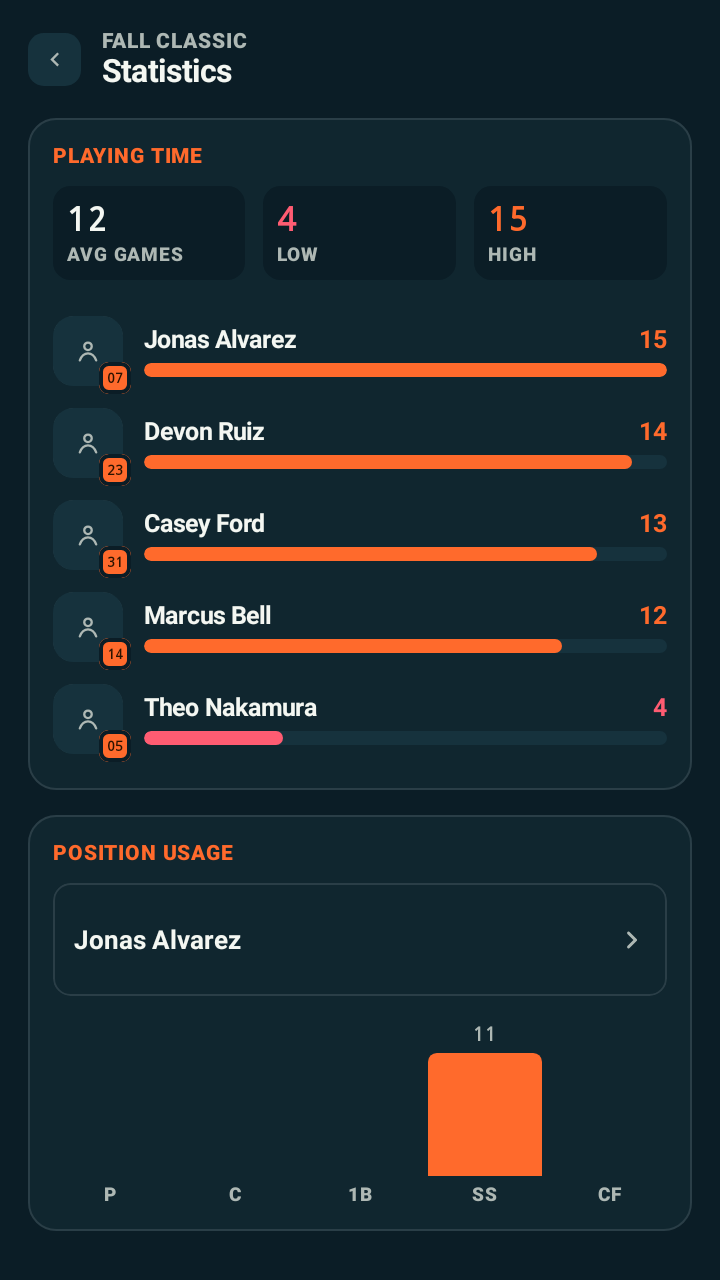 FALL CLASSIC
Statistics
PLAYING TIME
12
AVG GAMES
4
LOW
15
HIGH
Jonas Alvarez 15
07
Devon Ruiz 14
23
Casey Ford 13
31
Marcus Bell 12
14
Theo Nakamura 4
05
POSITION USAGE
Jonas Alvarez
11
P C 1B SS CF